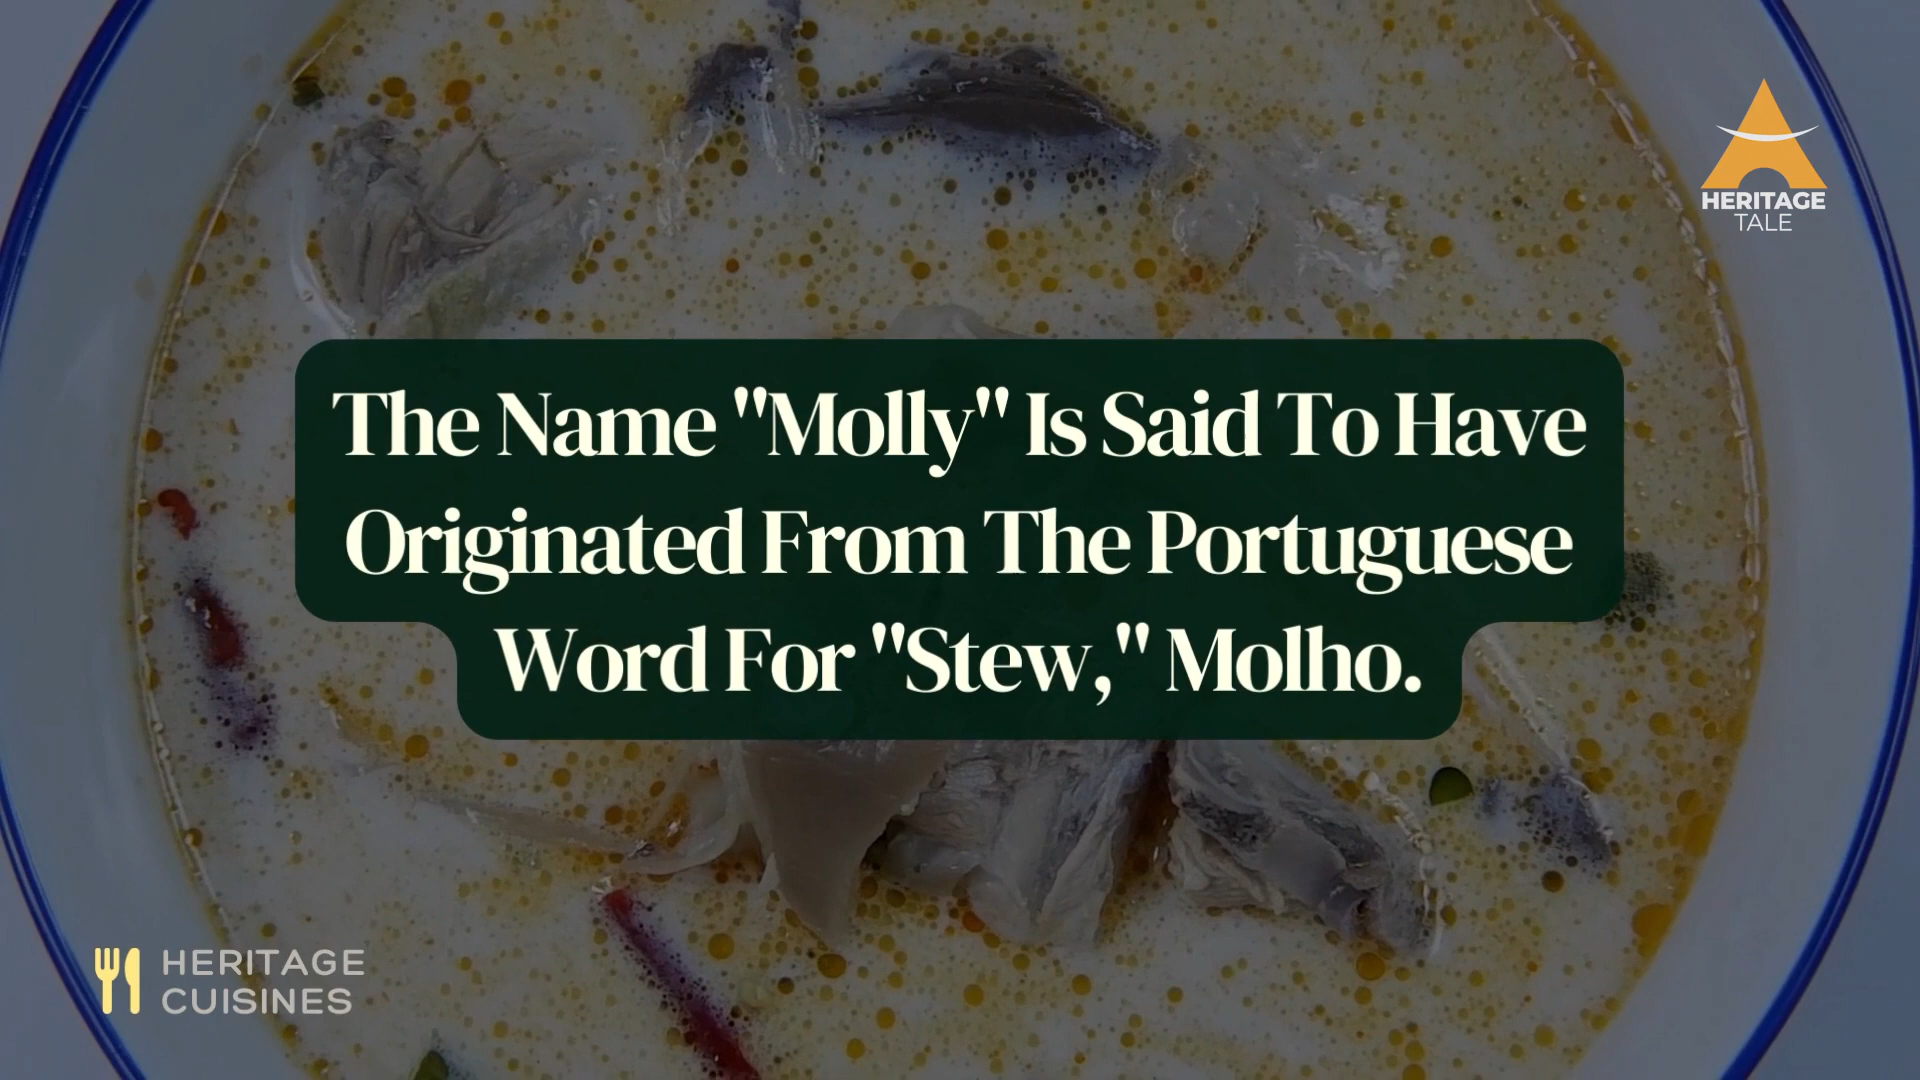 HERITAGE
TALE
The Name "Molly" Is Said To Have
Originated From The Portuguese
Word For "Stew," Molho.
HERITAGE
CUISINES